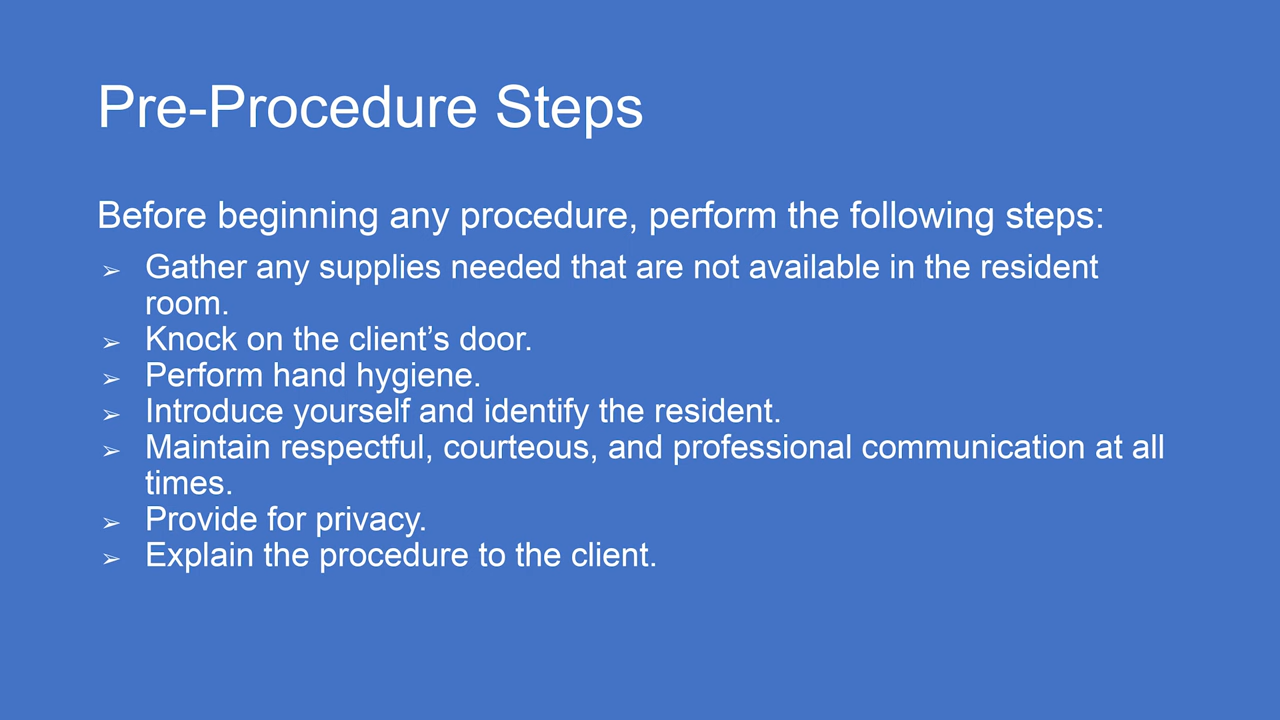 Pre-Procedure Steps
Before beginning any procedure, perform the following steps:
➢ Gather any supplies needed that are not available in the resident
room.
➢ Knock on the client’s door.
➢ Perform hand hygiene.
➢ Introduce yourself and identify the resident.
➢ Maintain respectful, courteous, and professional communication at all
times.
➢ Provide for privacy.
➢ Explain the procedure to the client.